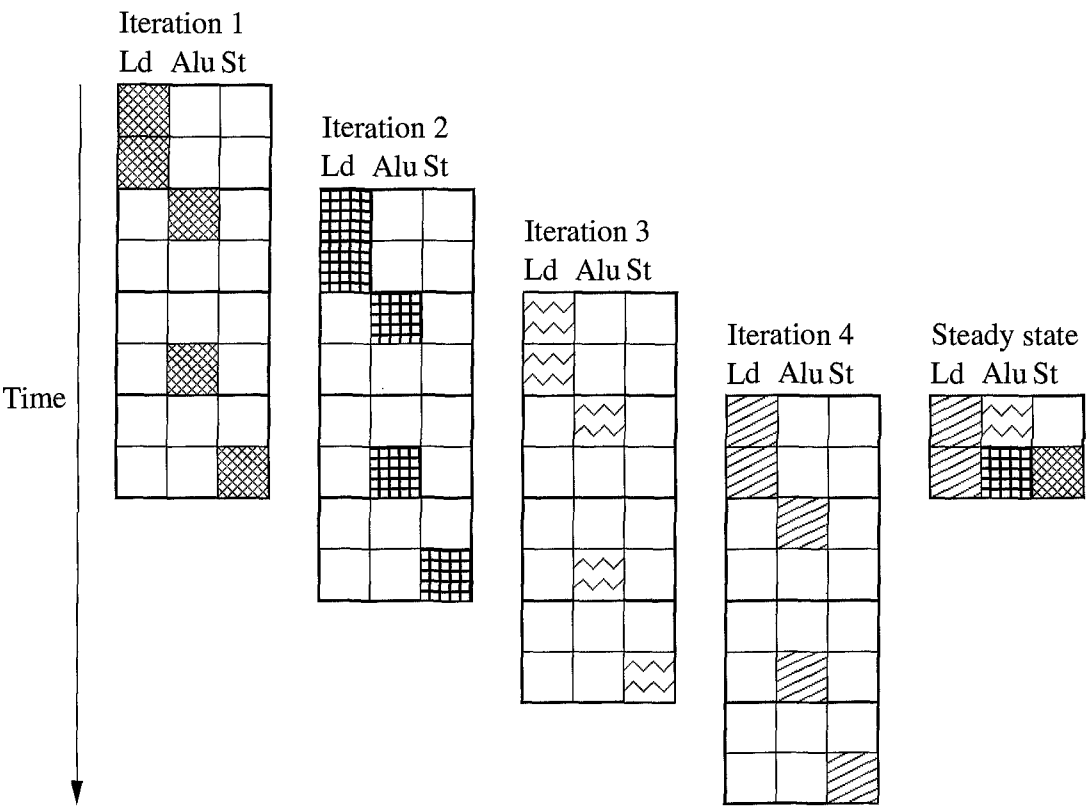 Iteration 1
Ld Alu St
Iteration 2
Ld Alu St
Iteration 3
Ld Alu St
Iteration 4
Ld Alu St
Steady state
Ld Alu St
Time